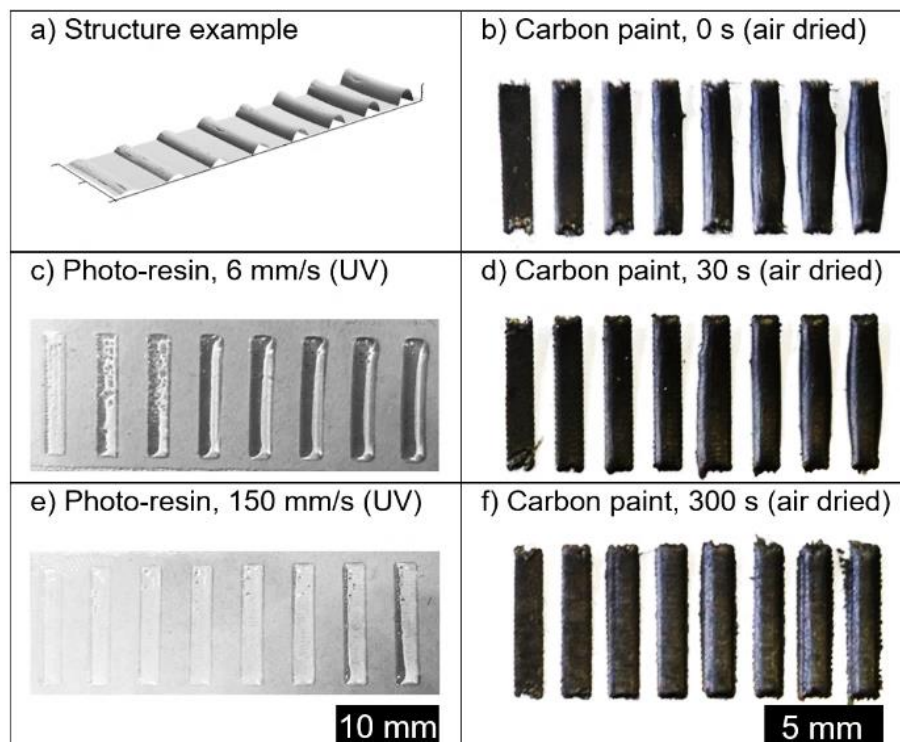 a) Structure example
b) Carbon paint, 0 s (air dried)
c) Photo-resin, 6 mm/s (UV)
d) Carbon paint, 30 s (air dried)
e) Photo-resin, 150 mm/s (UV)
f) Carbon paint, 300 s (air dried)
10 mm
5 mm